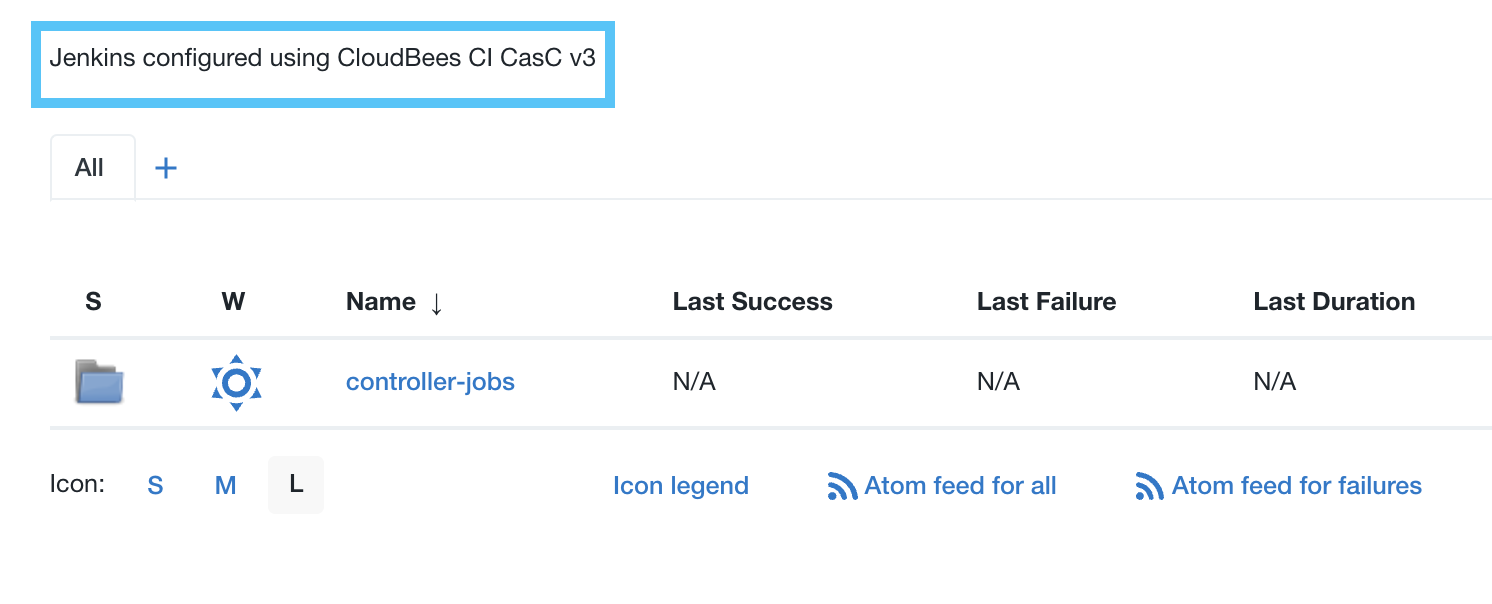 Jenkins configured using CloudBees CI CasC v3
All +
S W Name ↓ Last Success Last Failure Last Duration
controller-jobs N/A N/A N/A
Icon: S M L Icon legend Atom feed for all Atom feed for failures